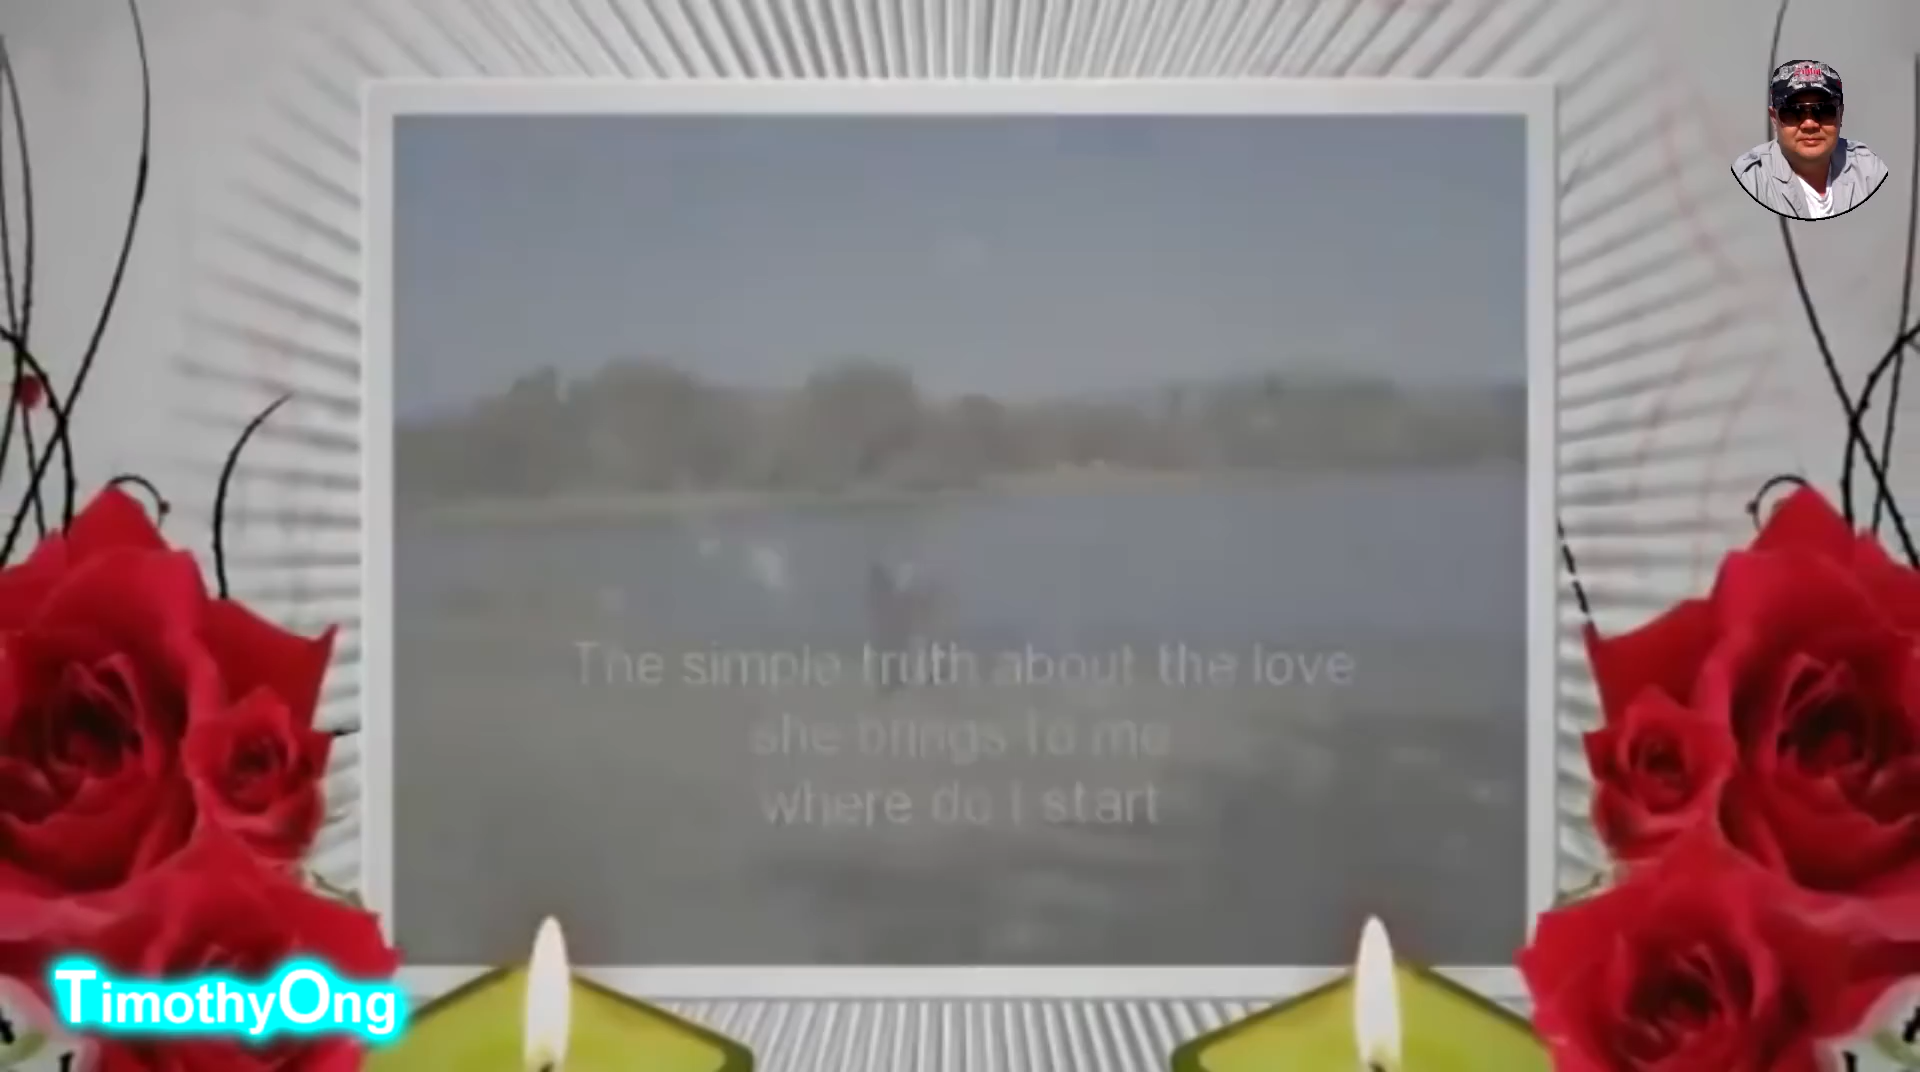 The simple truth about the love
she brings to me
where do I start
TimothyOng